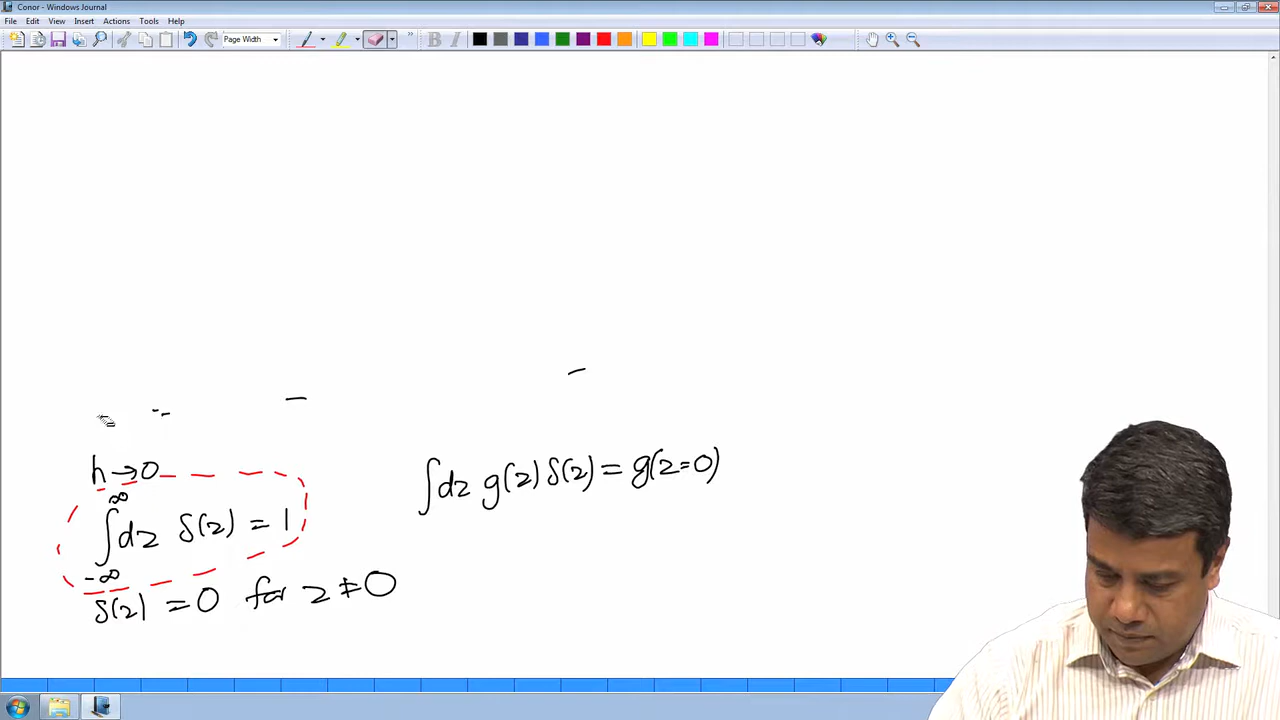 Conor - Windows Journal
File Edit View Insert Actions Tools Help
Page Width
h→0
∫_{-∞}^{∞} dz δ(z) = 1
δ(z) = 0 for z ≠ 0
∫dz g(z) δ(z) = g(z=0)